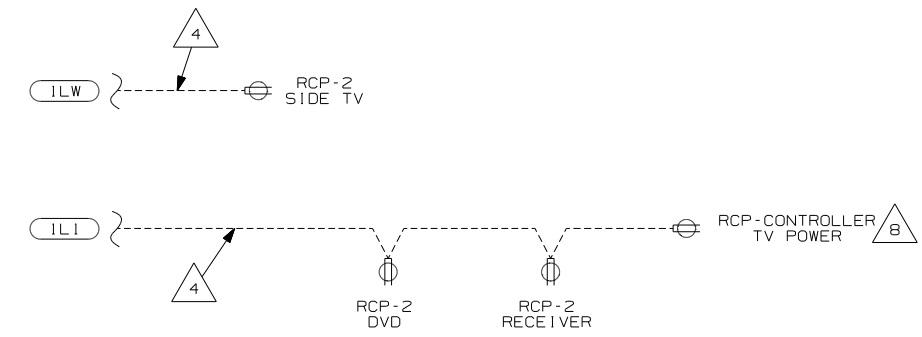 4
1LW
RCP-2
SIDE TV
1L1
RCP-CONTROLLER
TV POWER
8
4
RCP-2
DVD
RCP-2
RECEIVER